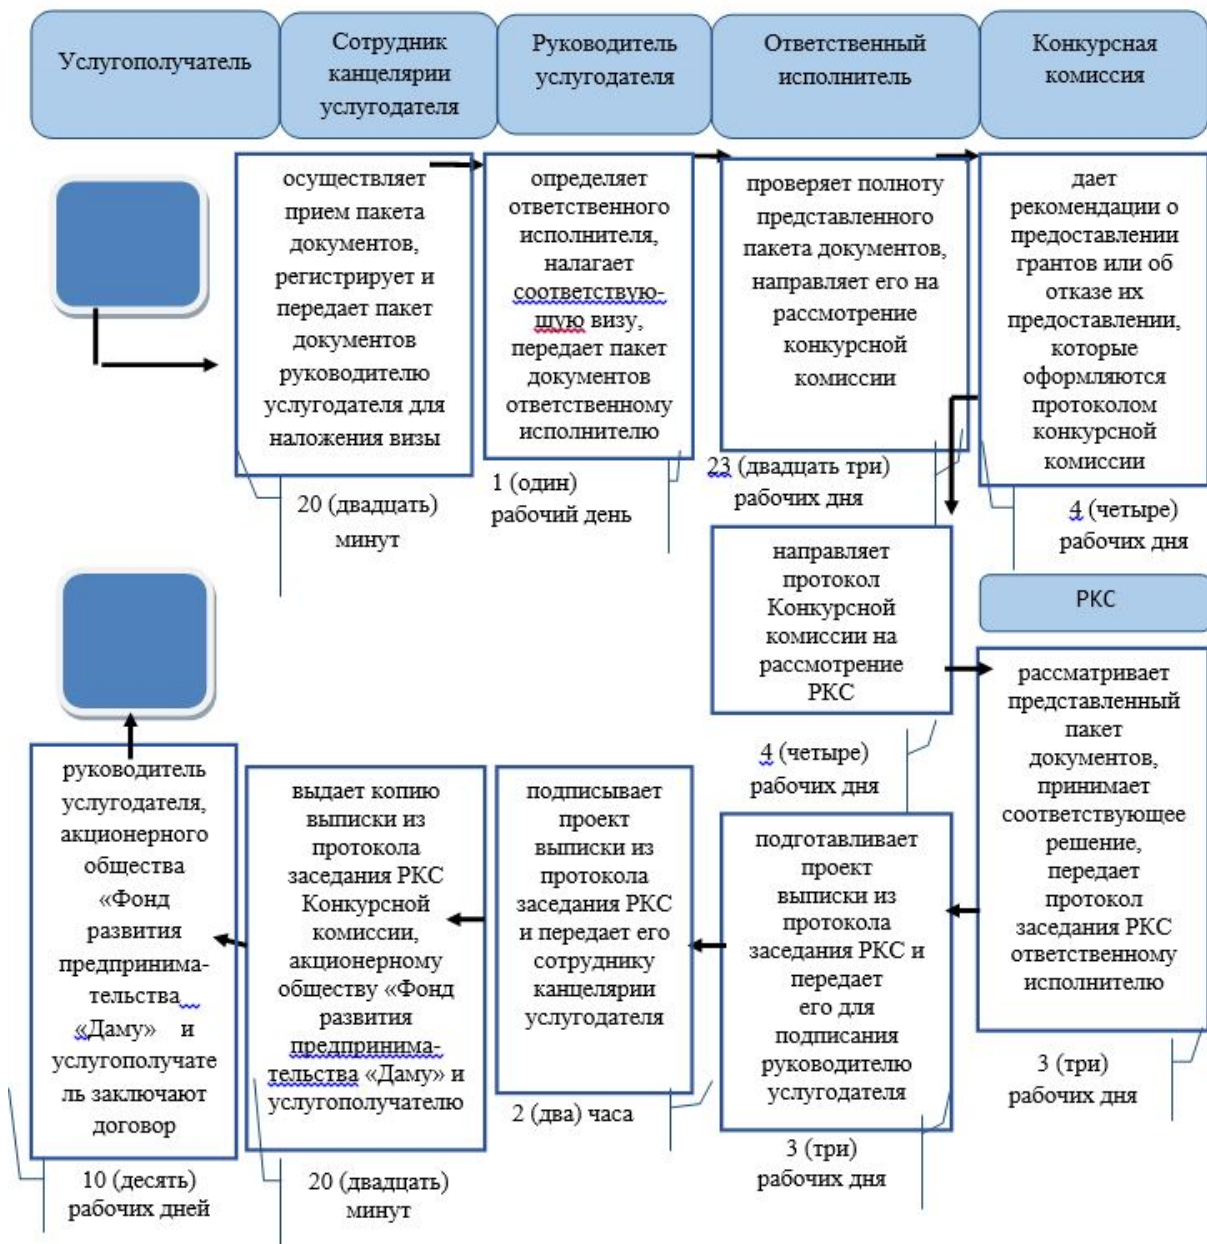 Услугополучатель
Сотрудник
канцелярии
услугодателя
Руководитель
услугодателя
Ответственный
исполнитель
Конкурсная
комиссия
осуществляет
прием пакета
документов,
регистрирует и
передает пакет
документов
руководителю
услугодателя для
наложения визы
20 (двадцать)
минут
определяет
ответственного
исполнителя,
налагает
соответствую-
щую визу,
передает пакет
документов
ответственному
исполнителю
1 (один)
рабочий день
проверяет полноту
представленного
пакета документов,
направляет его на
рассмотрение
конкурсной
комиссии
23 (двадцать три)
рабочих дня
дает
рекомендации о
предоставлении
грантов или об
отказе их
предоставлении,
которые
оформляются
протоколом
конкурсной
комиссии
4 (четыре)
рабочих дня
направляет
протокол
Конкурсной
комиссии на
рассмотрение
РКС
4 (четыре)
рабочих дня
РКС
рассматривает
представленный
пакет
документов,
принимает
соответствующее
решение,
передает
протокол
заседания РКС
ответственному
исполнителю
3 (три)
рабочих дня
подготавливает
проект
выписки из
протокола
заседания РКС и
передает
его для
подписания
руководителю
услугодателя
3 (три)
рабочих дня
подписывает
проект
выписки из
протокола
заседания РКС
и передает его
сотруднику
канцелярии
услугодателя
2 (два) часа
выдает копию
выписки из
протокола
заседания РКС
Конкурсной
комиссии,
акционерному
обществу «Фонд
развития
предпринима-
тельства «Даму» и
услугополучателю
20 (двадцать)
минут
руководитель
услугодателя,
акционерного
общества
«Фонд
развития
предпринима-
тельства
«Даму» и
услугополучате
ль заключают
договор
10 (десять)
рабочих дней